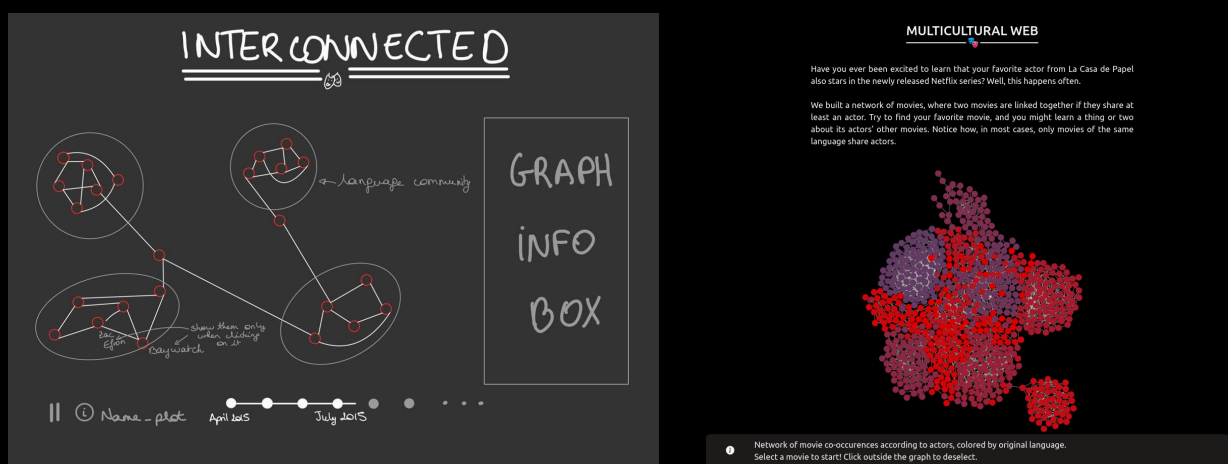 INTERCONNECTED
language community
GRAPH
INFO
BOX
Zac
Efron
Baywatch
show them only
when clicking
on it
Name_plot
April 2015
July 2015
MULTICULTURAL WEB
Have you ever been excited to learn that your favorite actor from La Casa de Papel
also stars in the newly released Netflix series? Well, this happens often.
We built a network of movies, where two movies are linked together if they share at
least an actor. Try to find your favorite movie, and you might learn a thing or two
about its actors' other movies. Notice how, in most cases, only movies of the same
language share actors.
Network of movie co-occurences according to actors, colored by original language.
Select a movie to start! Click outside the graph to deselect.